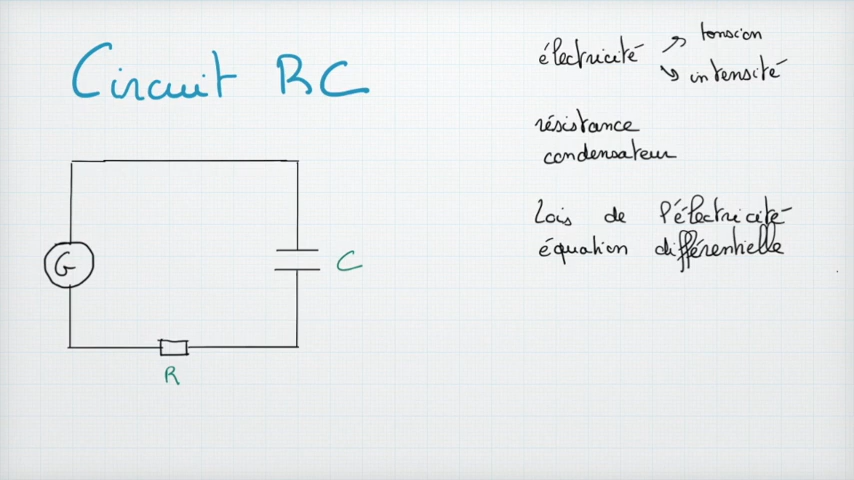 Circuit RC
électricité
tension
intensité
résistance
condensateur
Lois de l'électricité
équation différentielle
G
C
R